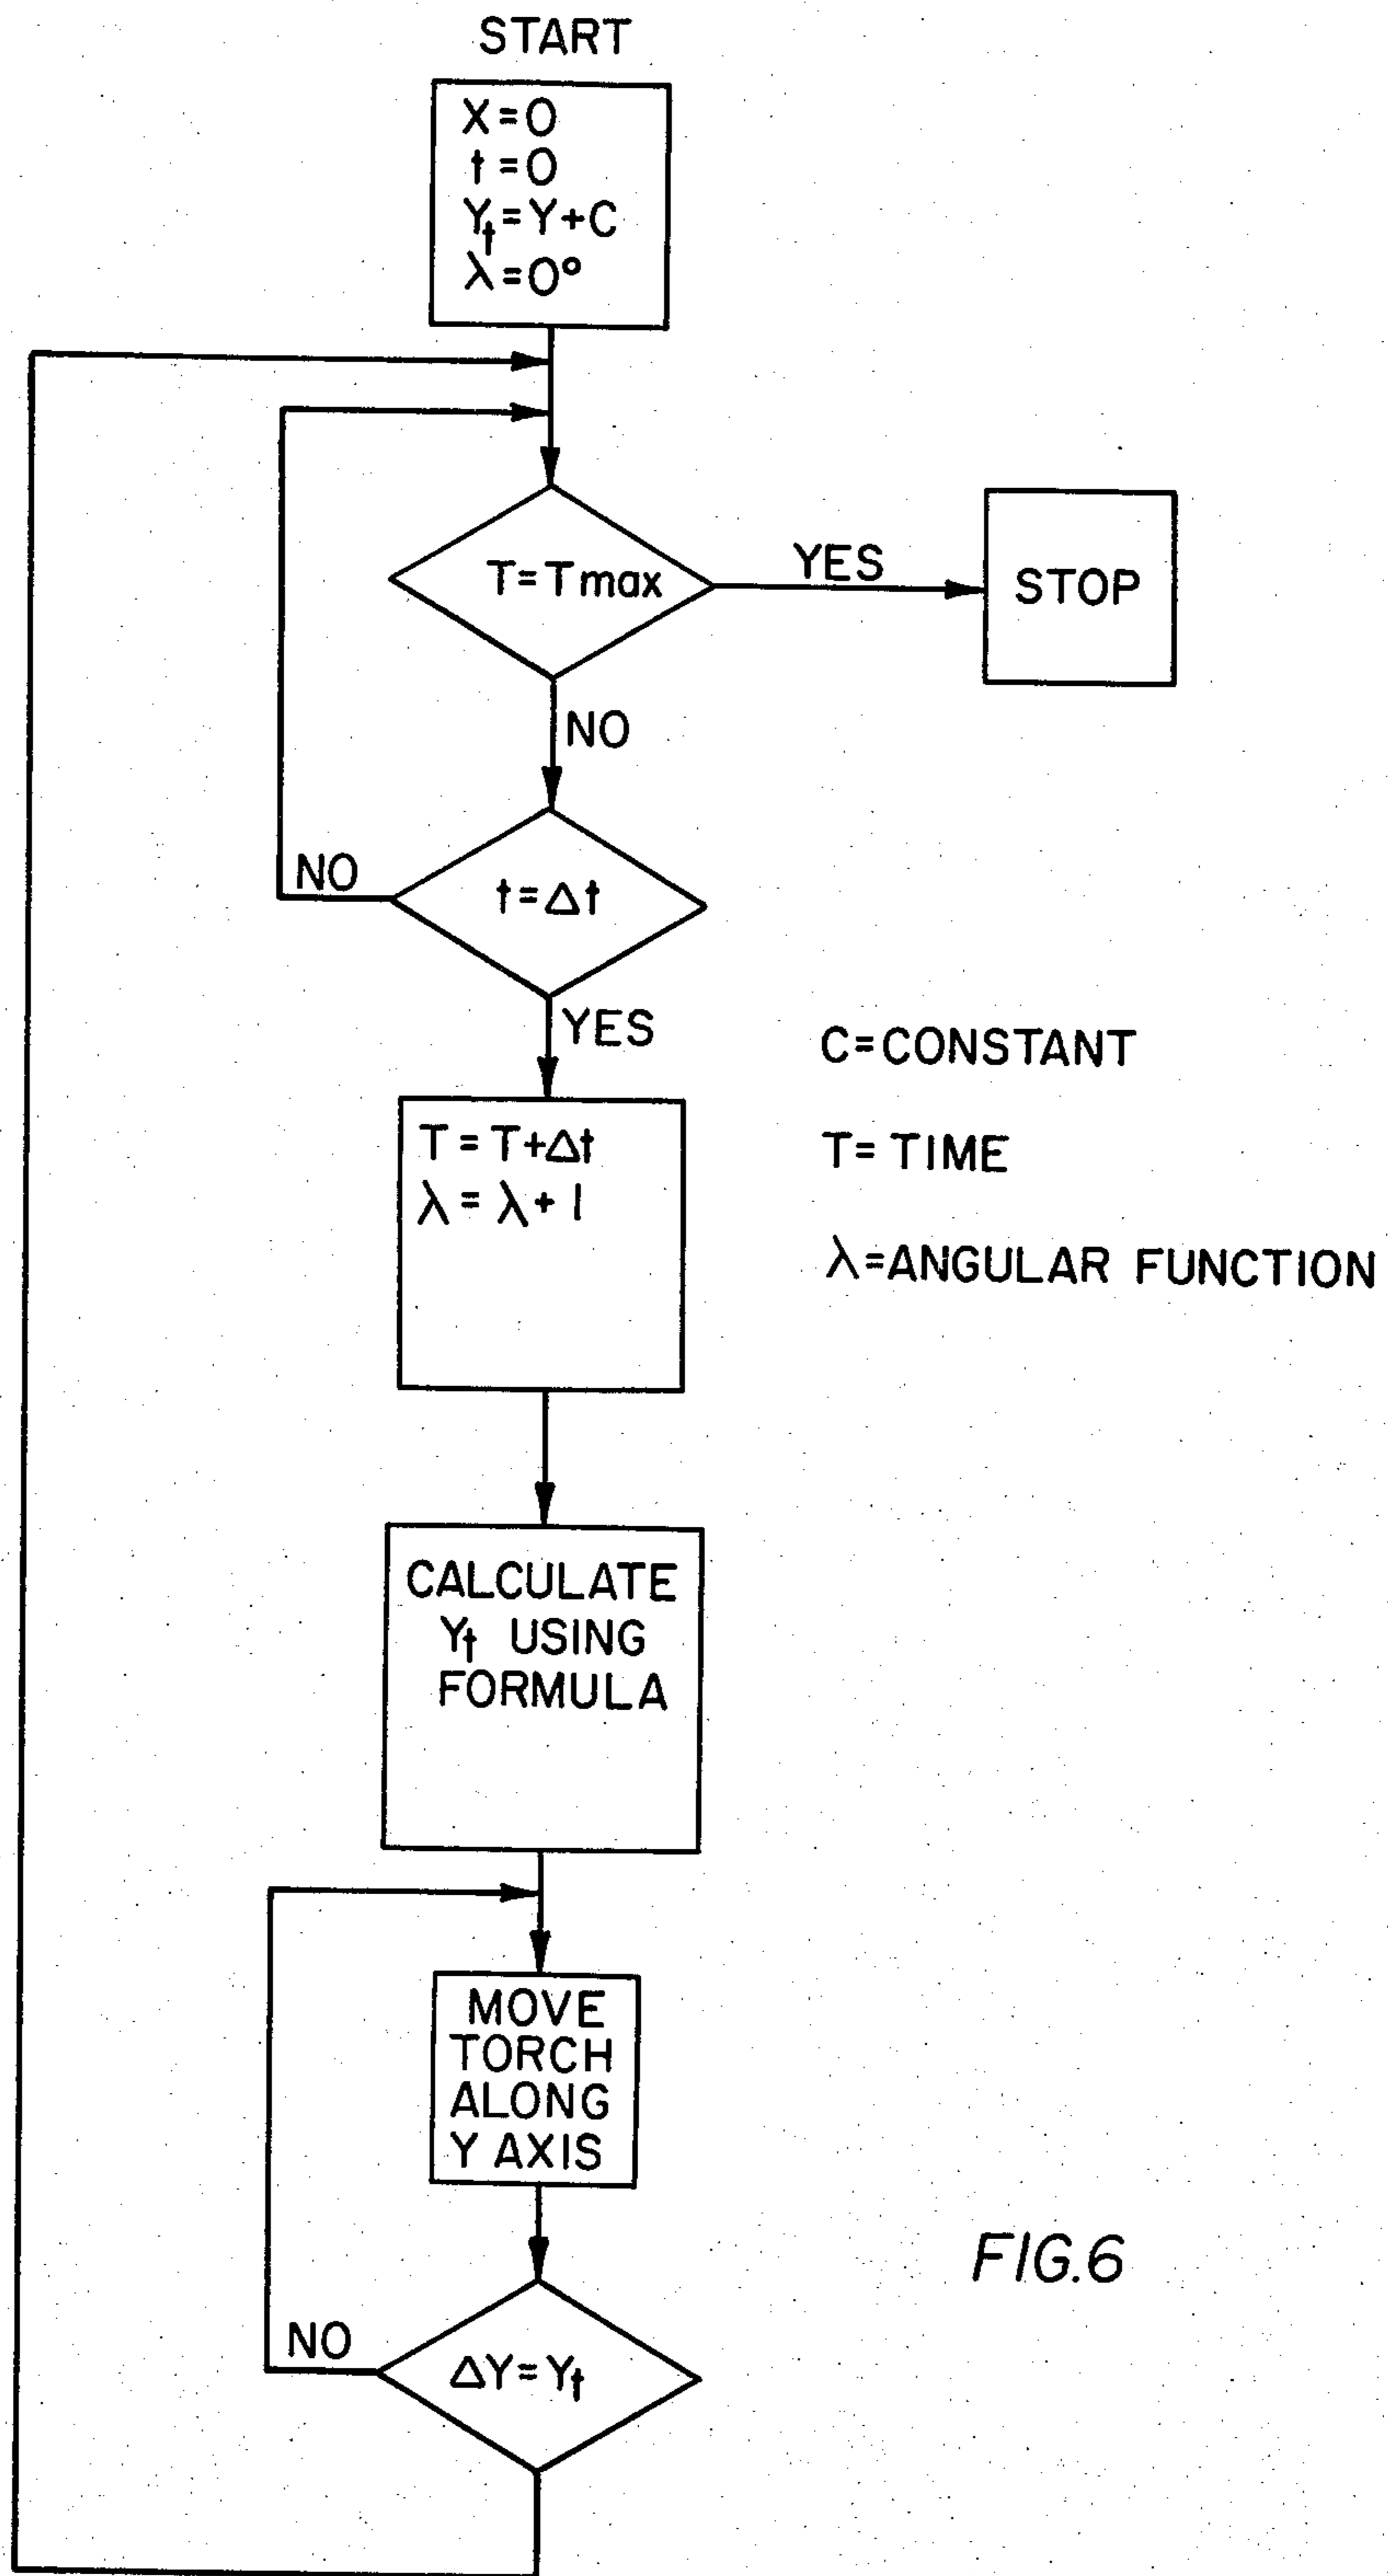 START
X=0
t=0
Yt=Y+C
λ=0°
T=Tmax
YES
STOP
NO
t=Δt
NO
YES
C=CONSTANT
T=TIME
λ=ANGULAR FUNCTION
T=T+Δt
λ=λ+1
CALCULATE
Yt USING
FORMULA
MOVE
TORCH
ALONG
Y AXIS
ΔY=Yt
NO
FIG.6